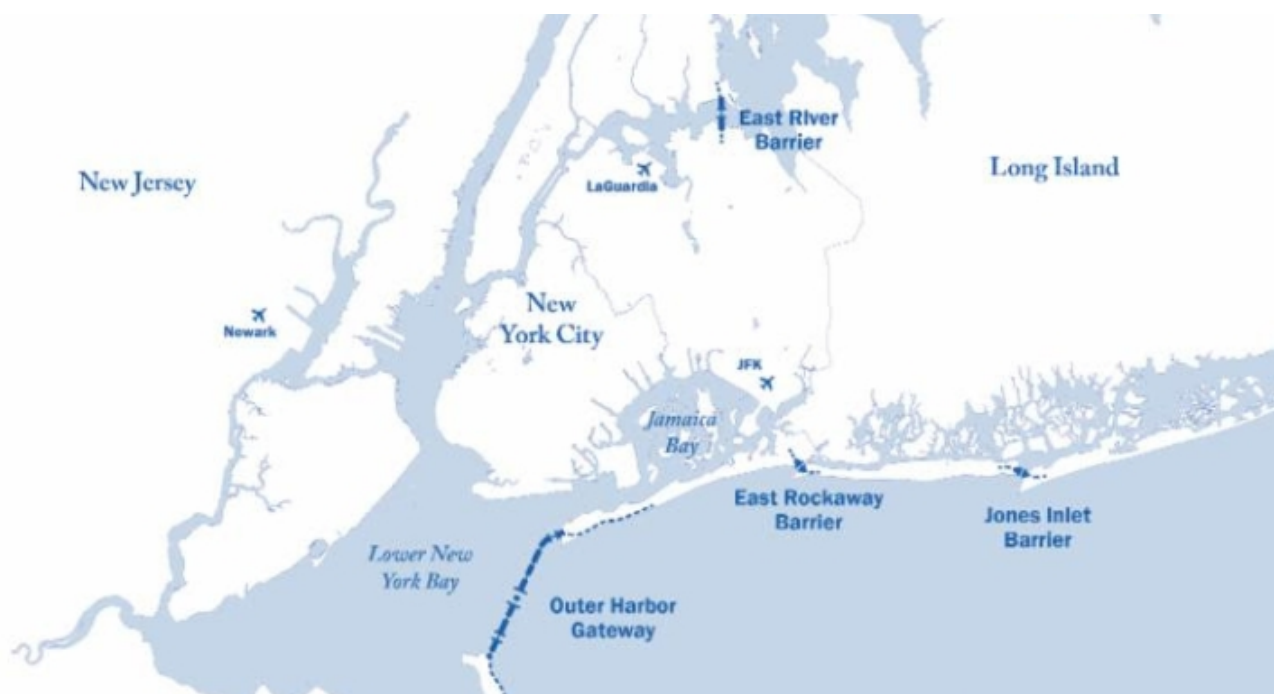 East River
Barrier
New Jersey
Long Island
LaGuardia
New
York City
Newark
JFK
Jamaica
Bay
East Rockaway
Barrier
Jones Inlet
Barrier
Lower New
York Bay
Outer Harbor
Gateway